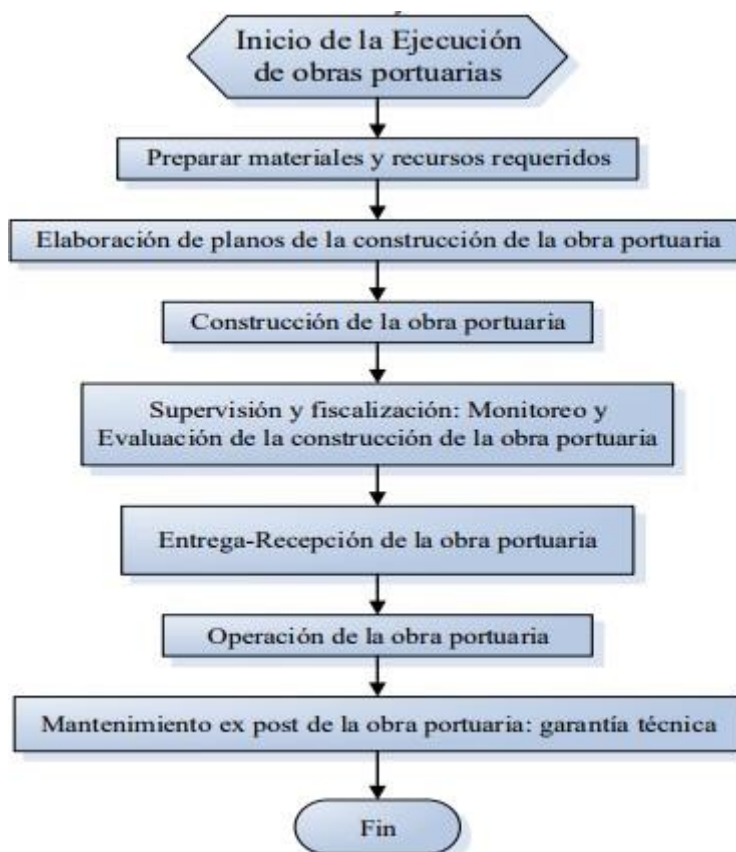 Inicio de la Ejecución
de obras portuarias
Preparar materiales y recursos requeridos
Elaboración de planos de la construcción de la obra portuaria
Construcción de la obra portuaria
Supervisión y fiscalización: Monitoreo y
Evaluación de la construcción de la obra portuaria
Entrega-Recepción de la obra portuaria
Operación de la obra portuaria
Mantenimiento ex post de la obra portuaria: garantía técnica
Fin